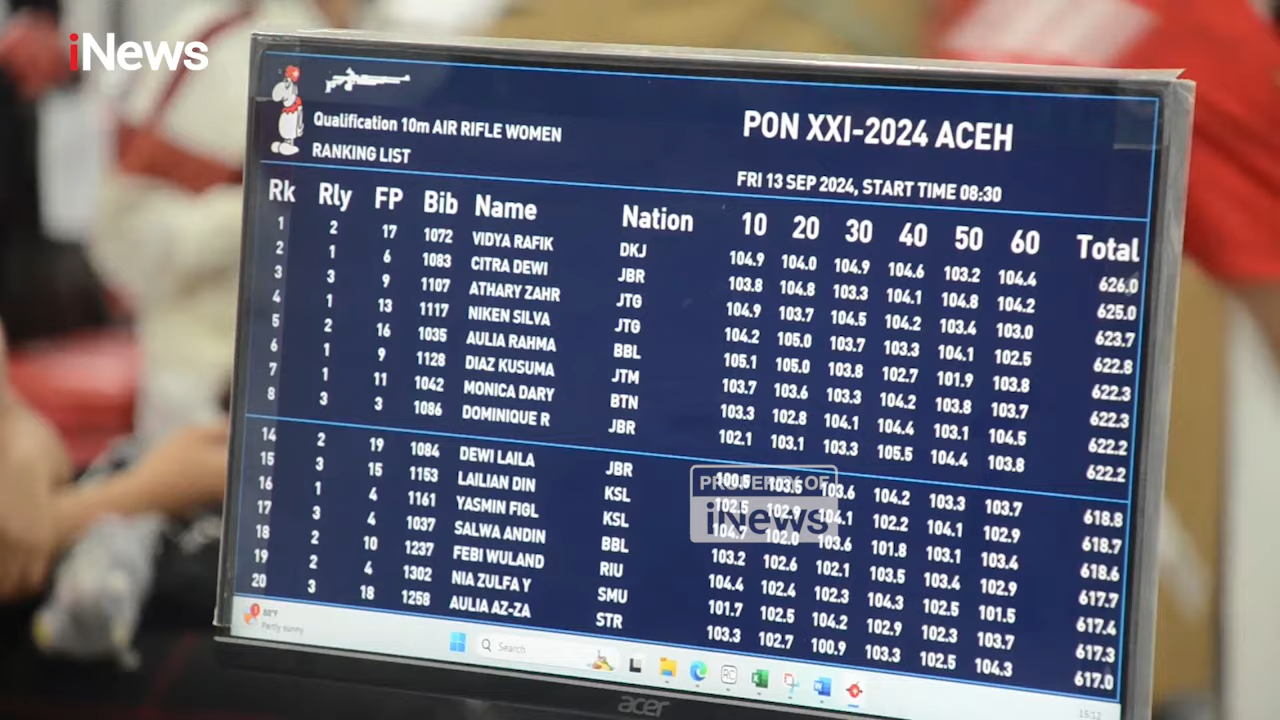 iNews
Qualification 10m AIR RIFLE WOMEN
PON XXI-2024 ACEH
RANKING LIST
FRI 13 SEP 2024, START TIME 08:30
Rk Rly FP Bib Name Nation 10 20 30 40 50 60 Total
1 2 17 1072 VIDYA RAFIK DKJ 104.9 104.0 104.9 104.6 103.2 104.4 626.0
2 1 6 1083 CITRA DEWI JBR 103.8 104.8 103.3 104.1 104.8 104.2 625.0
3 3 9 1107 ATHARY ZAHR JTG 104.9 103.7 104.5 104.2 103.4 103.0 623.7
4 1 13 1117 NIKEN SILVA JTG 104.2 105.0 103.7 103.3 104.1 102.5 622.8
5 2 16 1035 AULIA RAHMA BBL 105.1 105.0 103.8 102.7 101.9 103.8 622.3
6 1 9 1128 DIAZ KUSUMA JTM 103.7 103.6 103.3 104.2 103.8 103.7 622.3
7 1 11 1042 MONICA DARY BTN 103.3 102.8 104.1 104.4 103.1 104.5 622.2
8 3 3 1086 DOMINIQUE R JBR 102.1 103.1 103.3 105.5 104.4 103.8 622.2
14 2 19 1084 DEWI LAILA JBR 100.5 103.5 103.6 104.2 103.3 103.7 618.8
15 3 15 1153 LAILIAN DIN KSL 102.5 102.9 104.1 102.2 104.1 102.9 618.7
16 1 4 1161 YASMIN FIGL KSL 104.7 102.0 103.6 101.8 103.1 103.4 618.6
17 3 4 1037 SALWA ANDIN BBL 103.2 102.6 102.1 103.5 103.4 102.9 617.7
18 2 10 1237 FEBI WULAND RIU 104.4 102.4 102.3 104.3 102.5 101.5 617.4
19 2 4 1302 NIA ZULFA Y SMU 101.7 102.5 104.2 102.9 102.3 103.7 617.3
20 3 18 1258 AULIA AZ-ZA STR 103.3 102.7 100.9 103.3 102.5 104.3 617.0
PROPERTY OF
iNews
88°F
Partly sunny
Search
15:12
acer